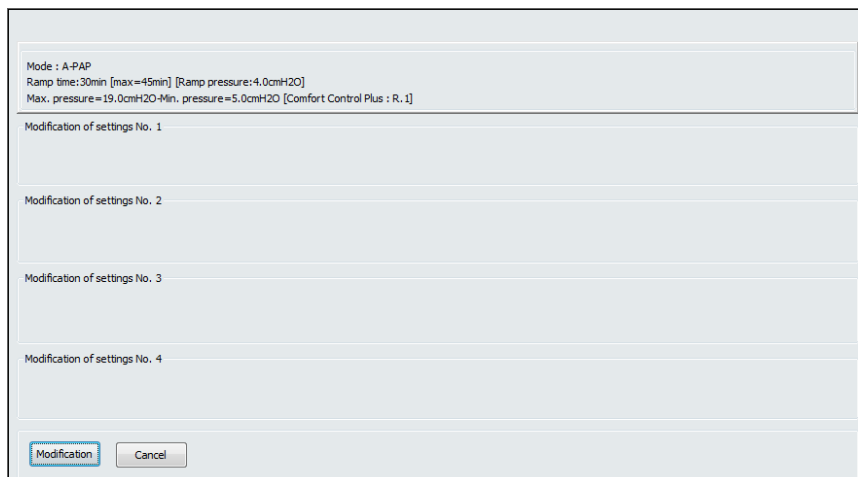 Mode : A-PAP
Ramp time:30min [max=45min] [Ramp pressure:4.0cmH2O]
Max. pressure=19.0cmH2O-Min. pressure=5.0cmH2O [Comfort Control Plus : R.1]
Modification of settings No. 1
Modification of settings No. 2
Modification of settings No. 3
Modification of settings No. 4
Modification Cancel